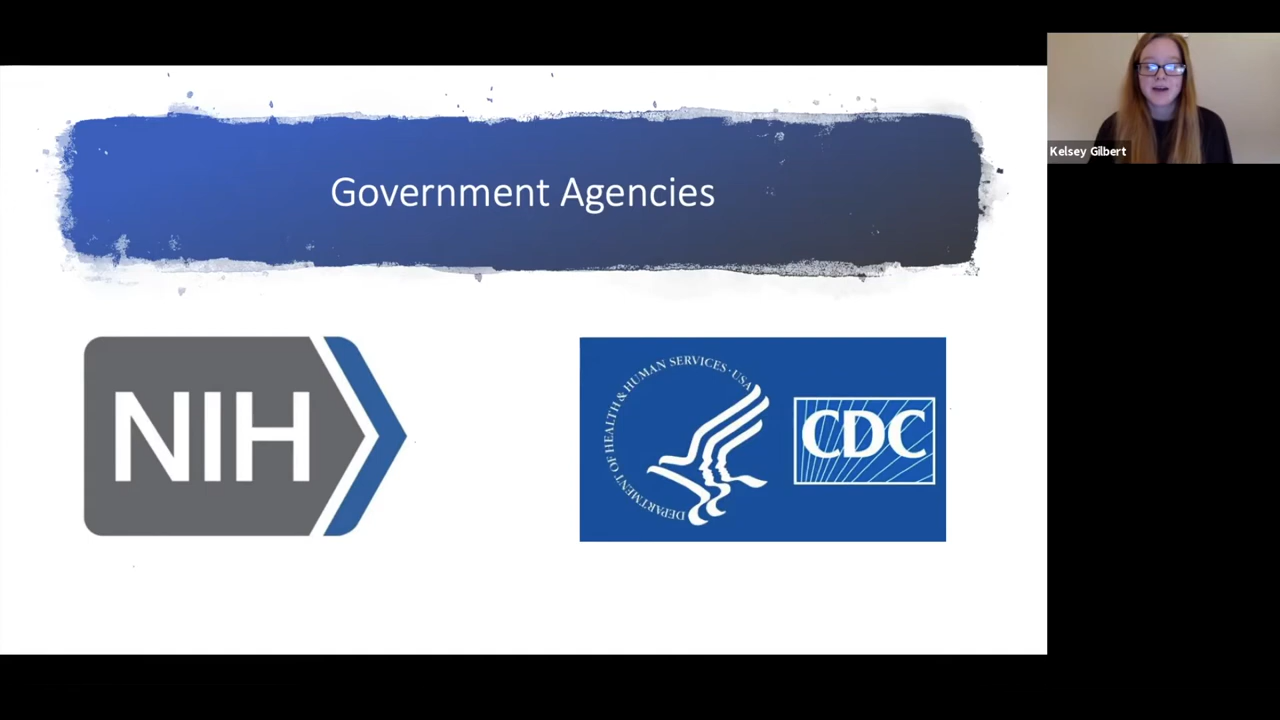 Government Agencies
NIH
DEPARTMENT OF HEALTH & HUMAN SERVICES · USA
CDC
Kelsey Gilbert